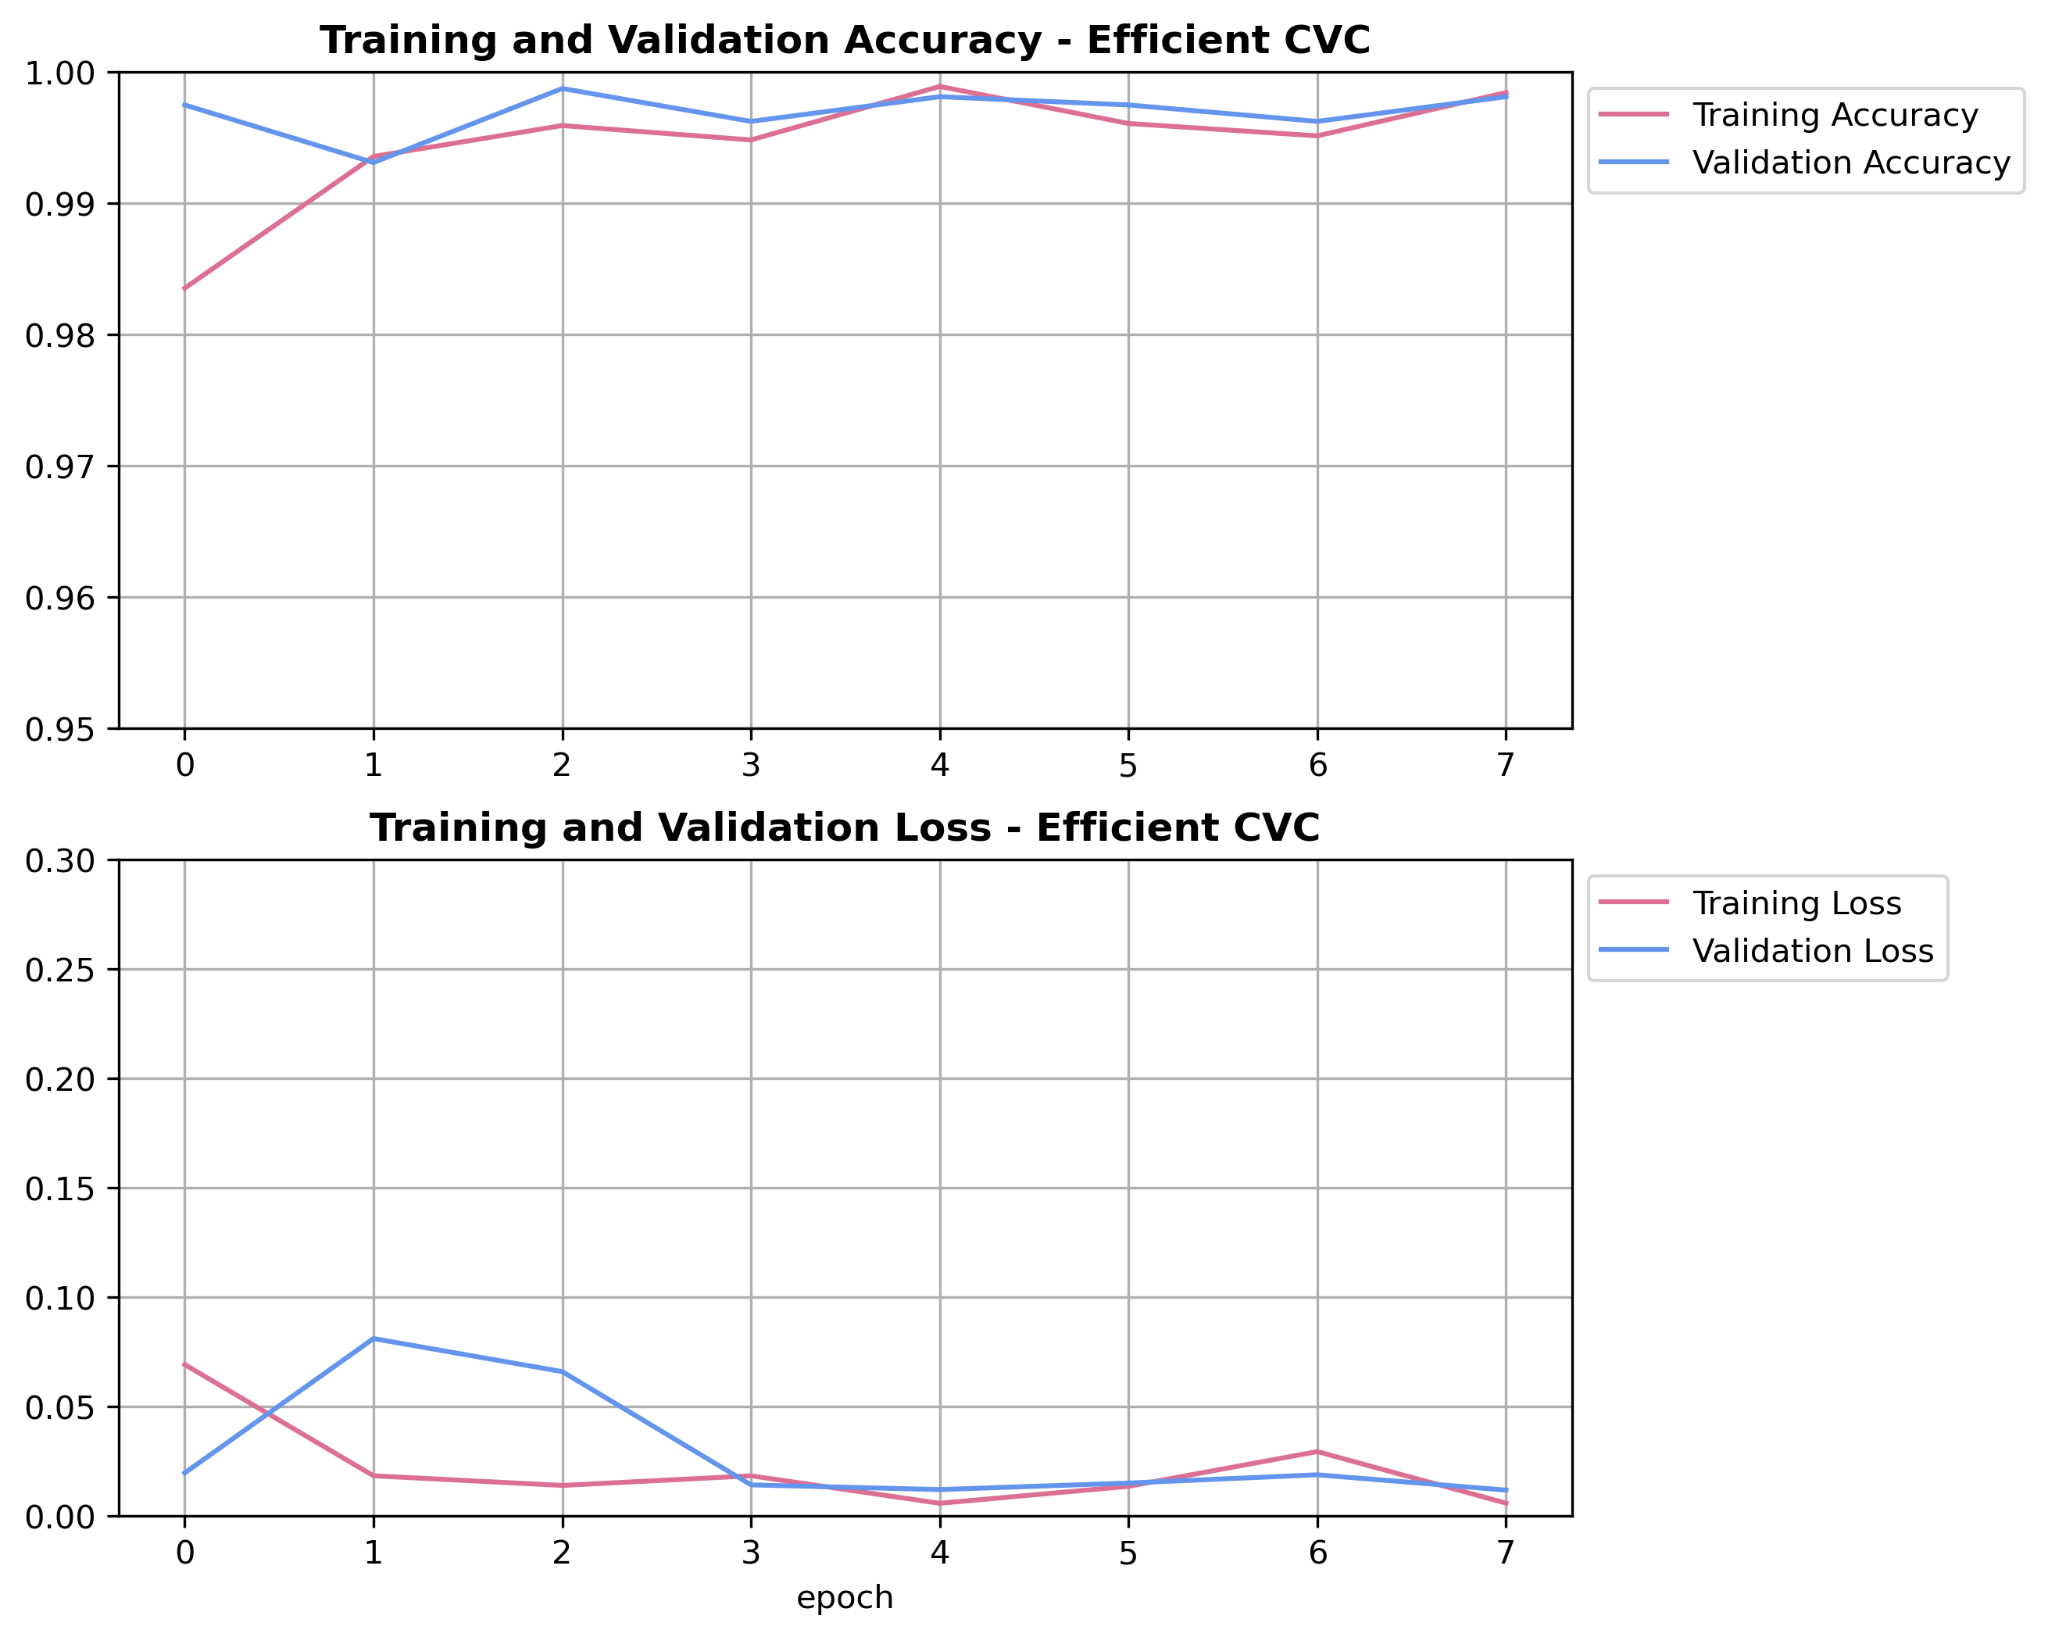 Training and Validation Accuracy - Efficient CVC
1.00
0.99
0.98
0.97
0.96
0.95
0 1 2 3 4 5 6 7
Training Accuracy
Validation Accuracy
Training and Validation Loss - Efficient CVC
0.30
0.25
0.20
0.15
0.10
0.05
0.00
0 1 2 3 4 5 6 7
epoch
Training Loss
Validation Loss